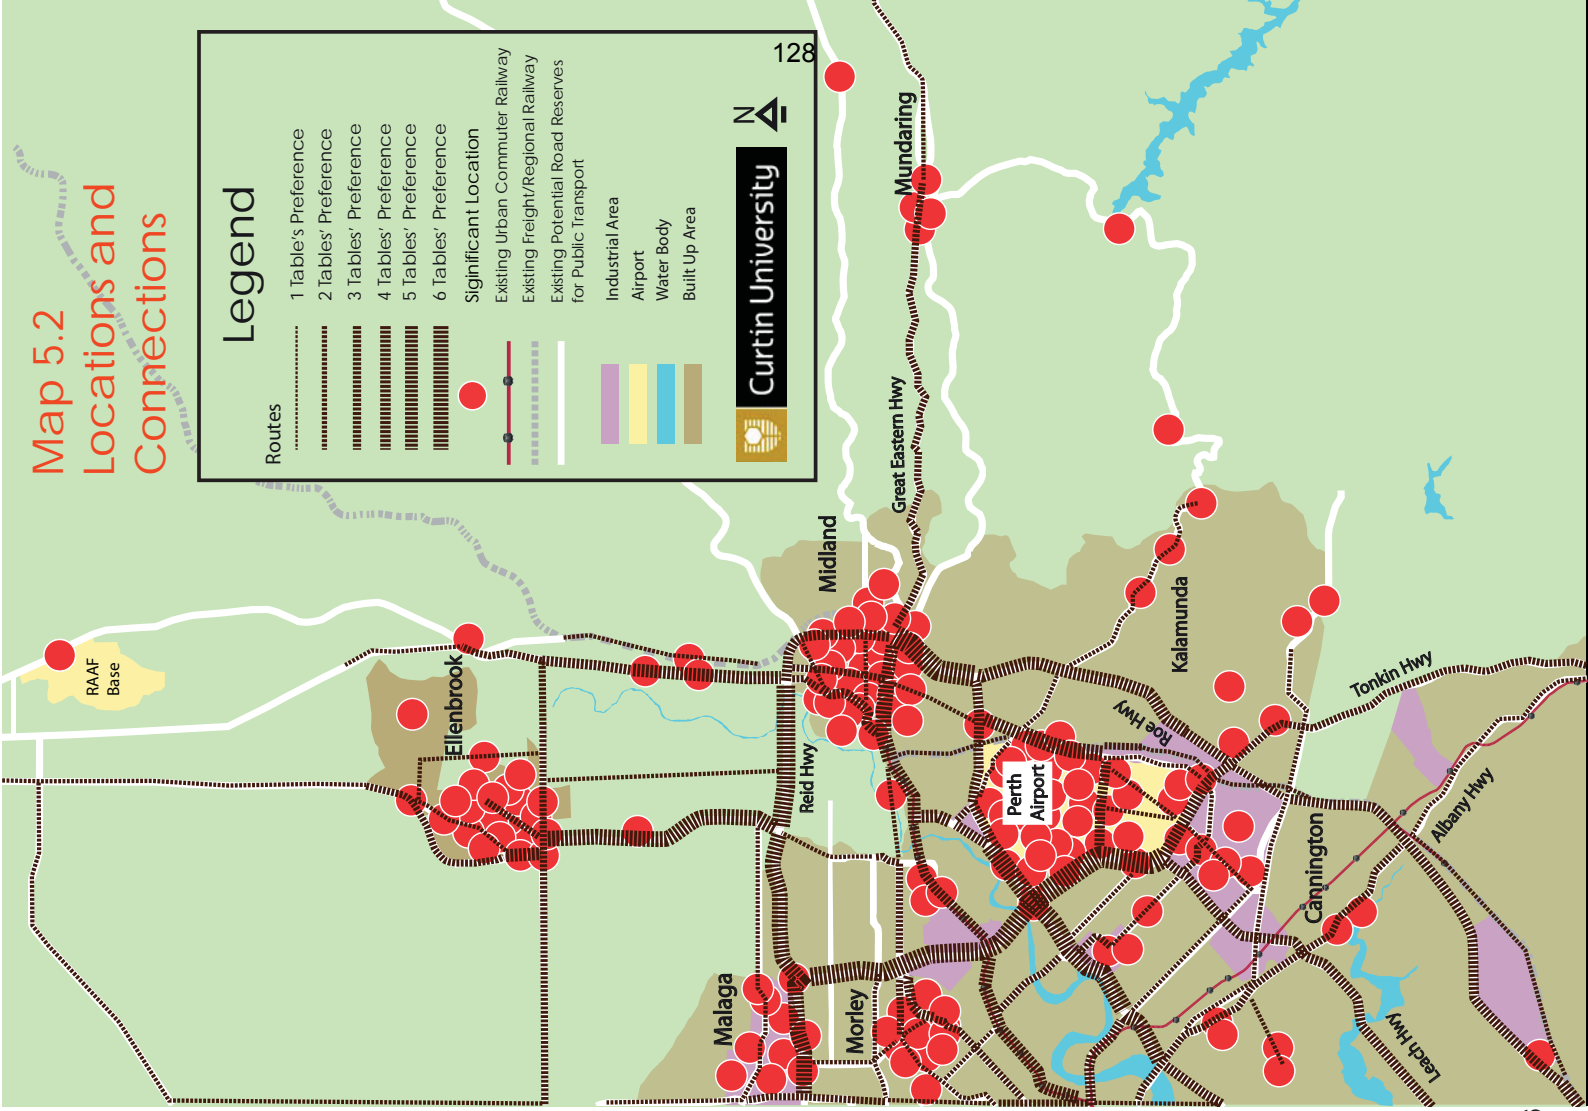 Map 5.2
Locations and
Connections
Legend
Routes
1 Table's Preference
2 Tables' Preference
3 Tables' Preference
4 Tables' Preference
5 Tables' Preference
6 Tables' Preference
Siginificant Location
Existing Urban Commuter Railway
Existing Freight/Regional Railway
Existing Potential Road Reserves
for Public Transport
Industrial Area
Airport
Water Body
Built Up Area
Curtin University
N
128
RAAF
Base
Ellenbrook
Midland
Mundaring
Great Eastern Hwy
Reid Hwy
Malaga
Morley
Perth
Airport
Roe Hwy
Kalamunda
Tonkin Hwy
Cannington
Albany Hwy
Leach Hwy